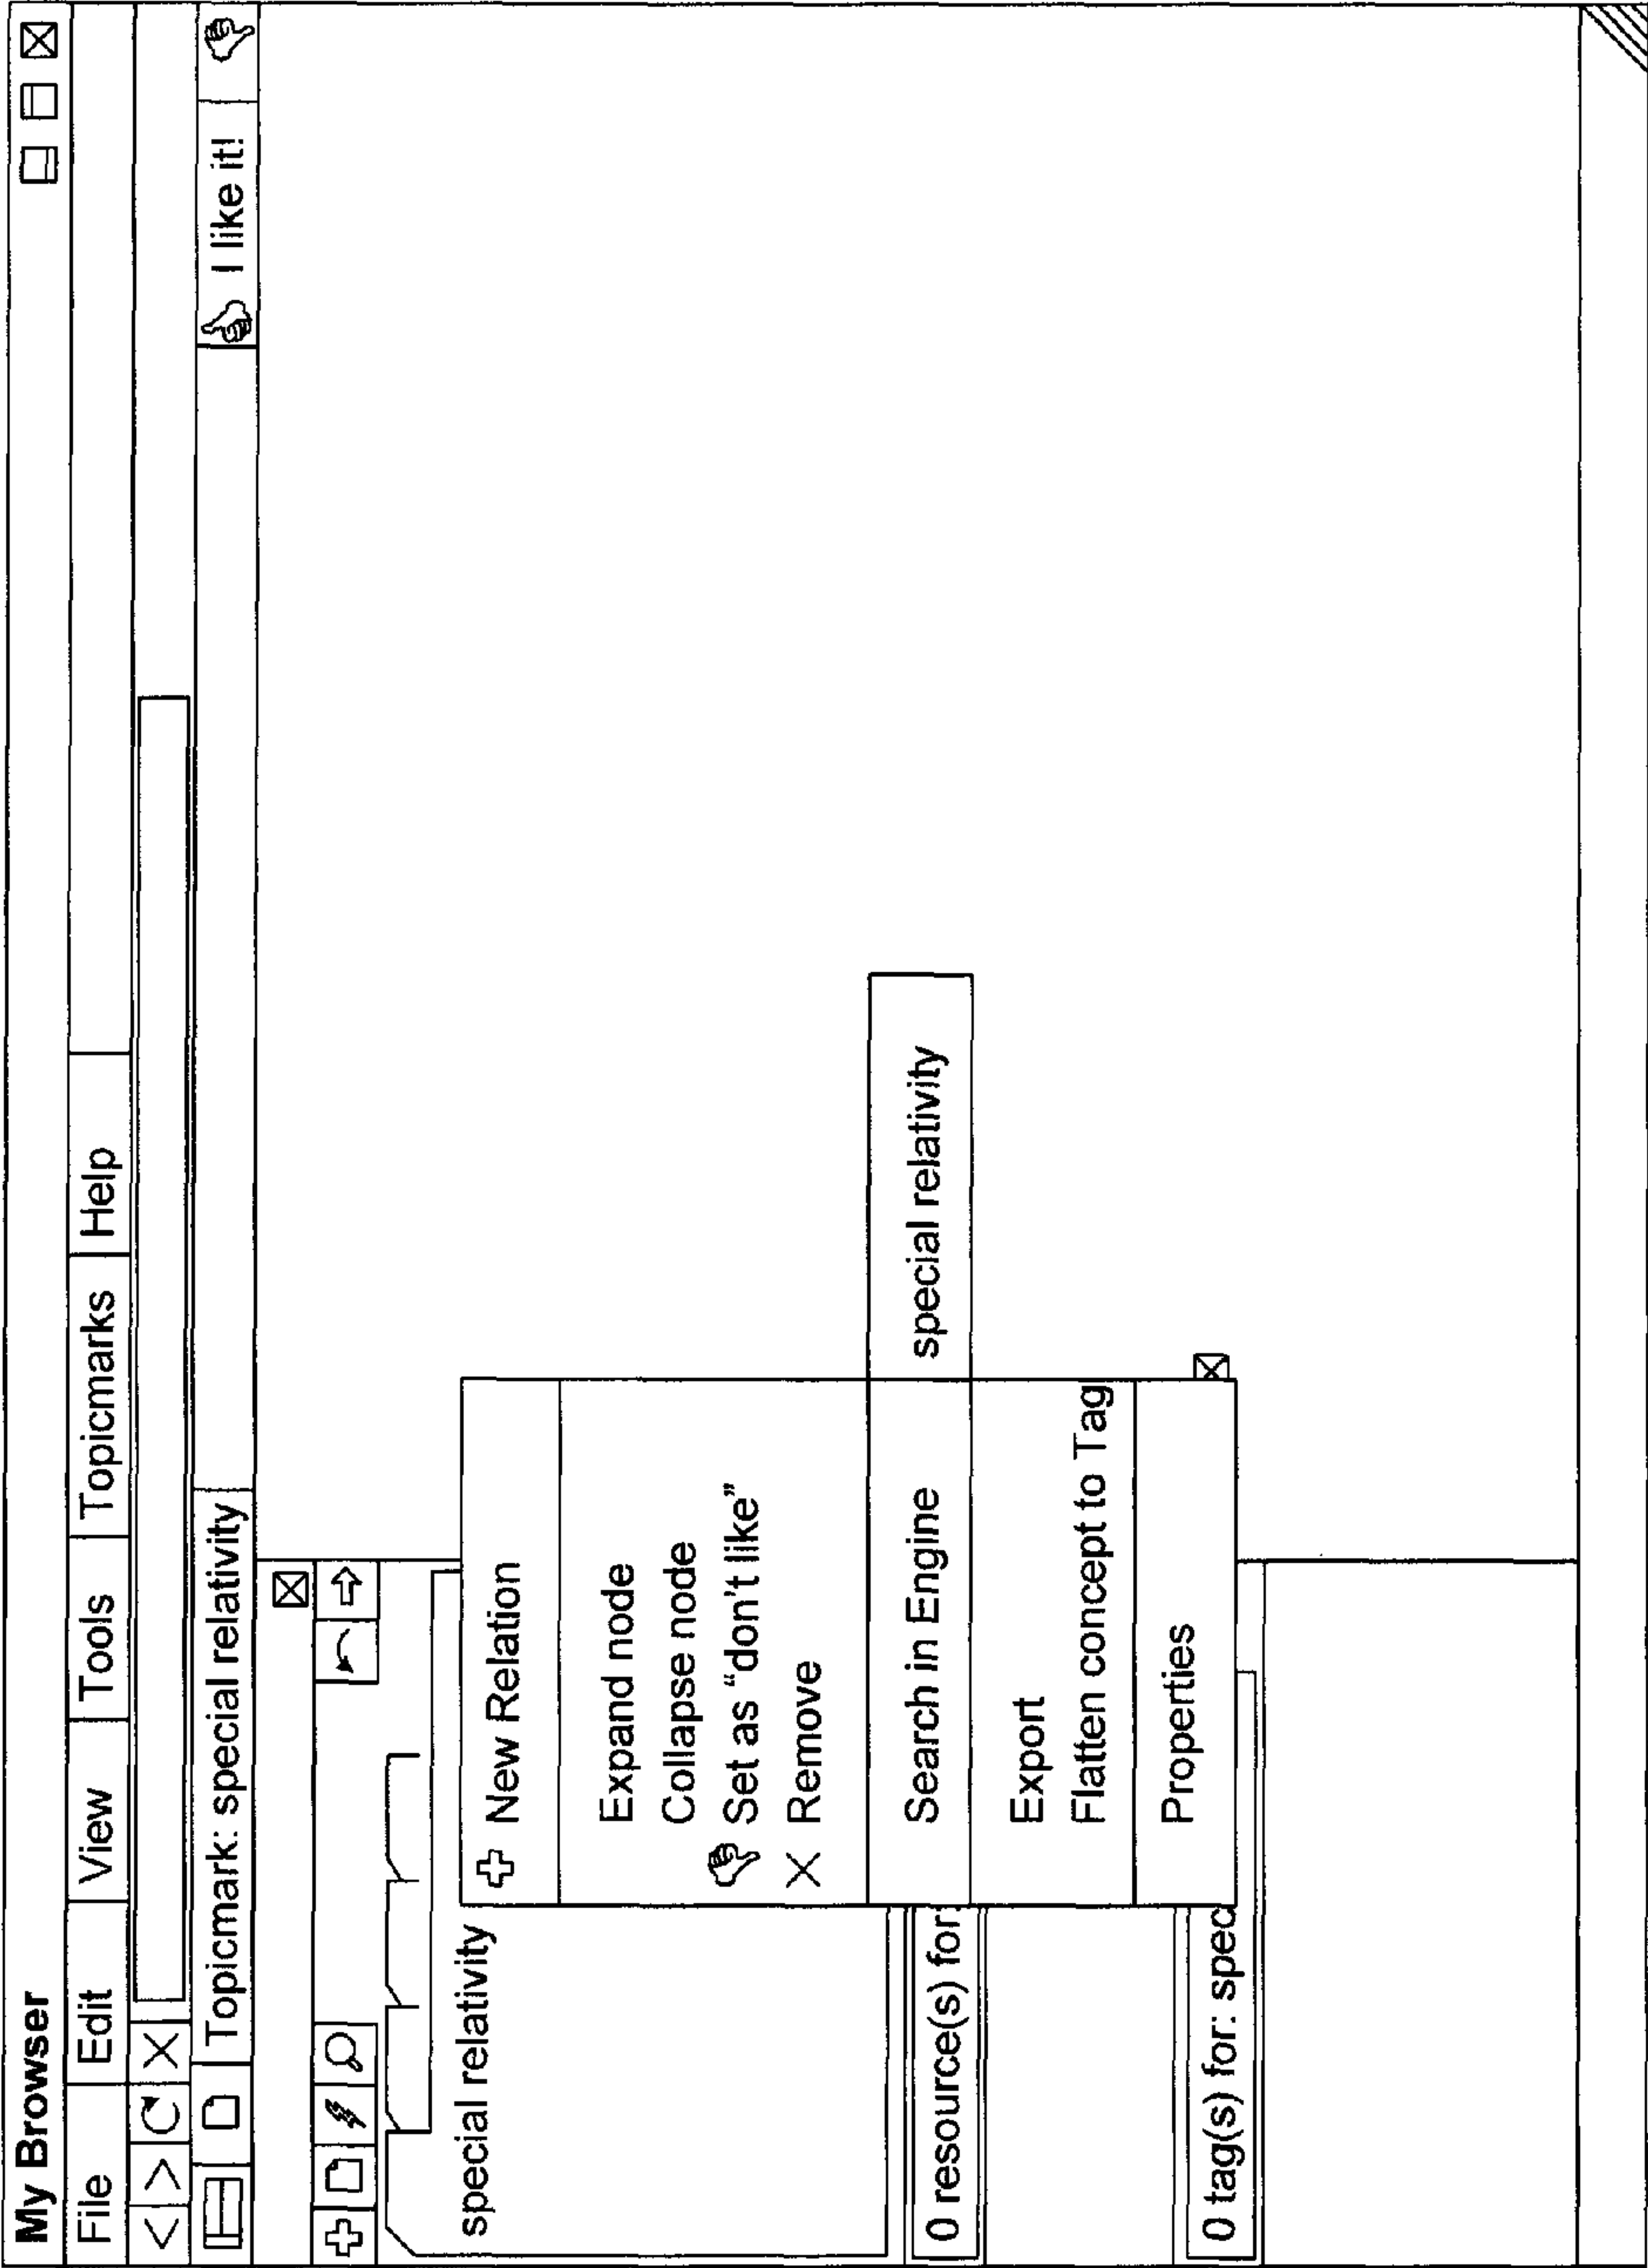 My Browser
File Edit View Tools Topicmarks Help
Topicmark: special relativity
I like it!
special relativity
New Relation
Expand node
Collapse node
Set as “don't like”
Remove
Search in Engine
special relativity
Export
Flatten concept to Tag
Properties
0 resource(s) for:
0 tag(s) for: spec